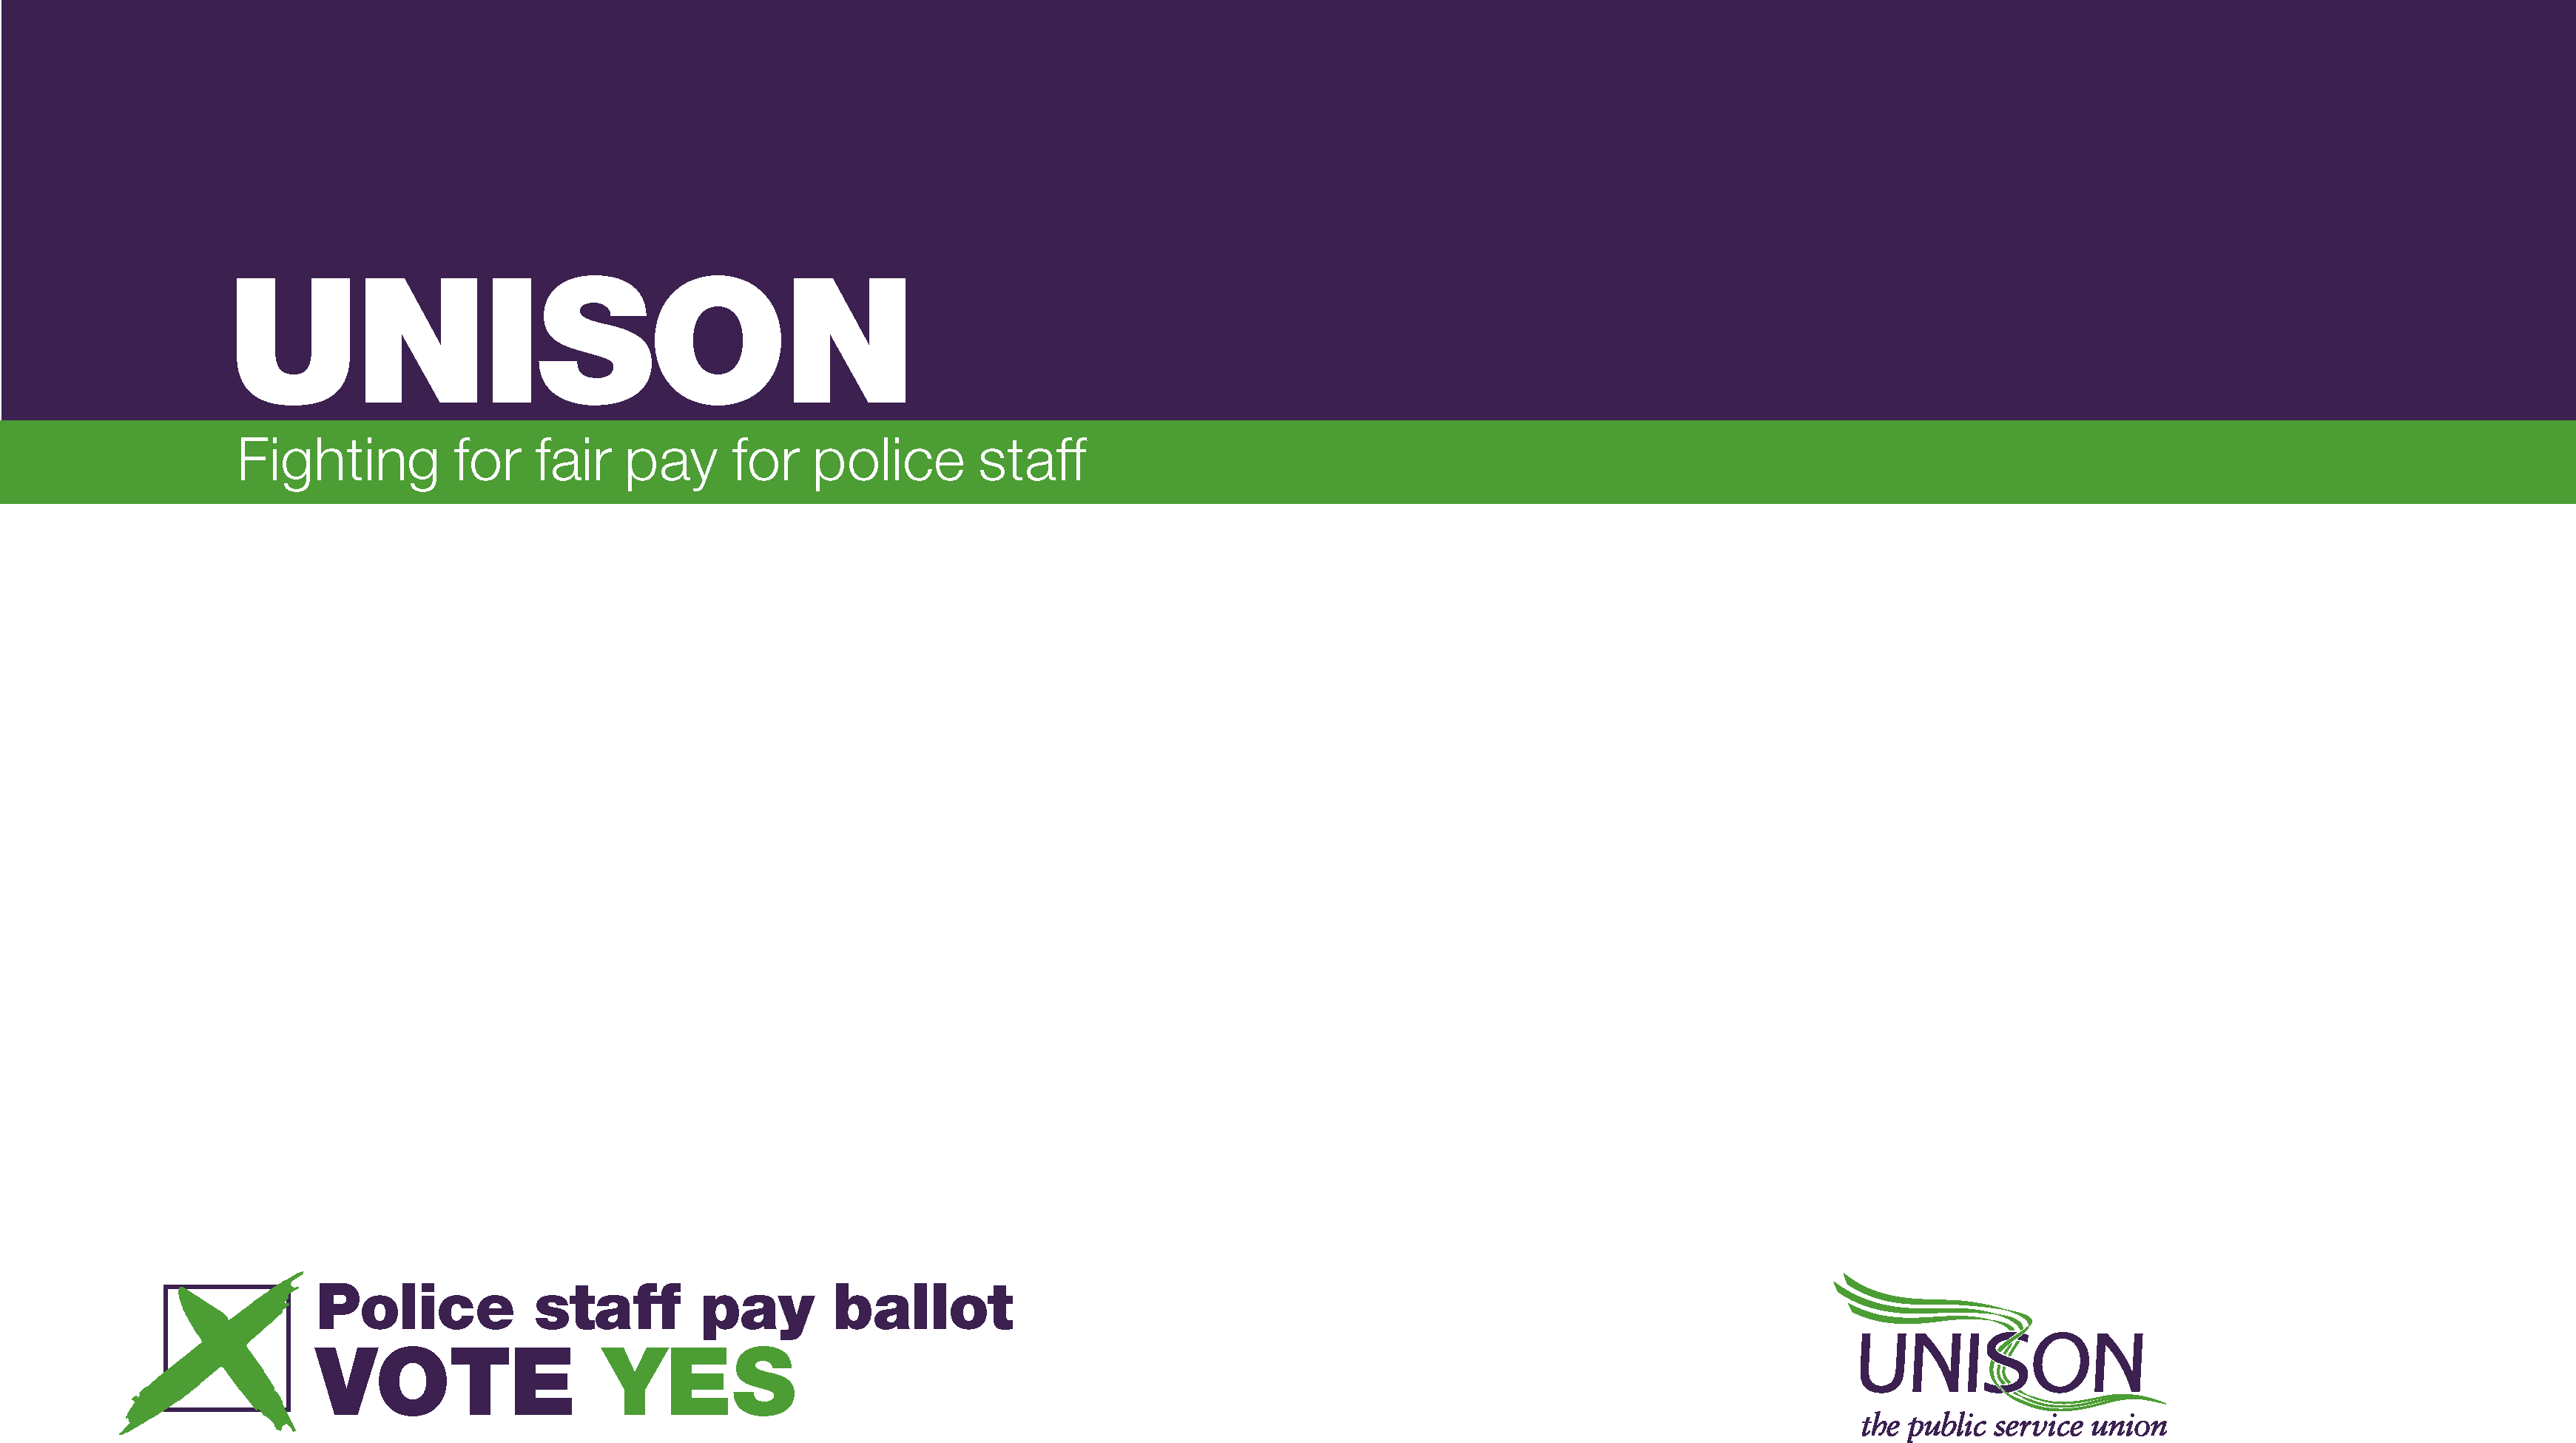 UNISON
Fighting for fair pay for police staff
Police staff pay ballot
VOTE YES
UNISON
the public service union